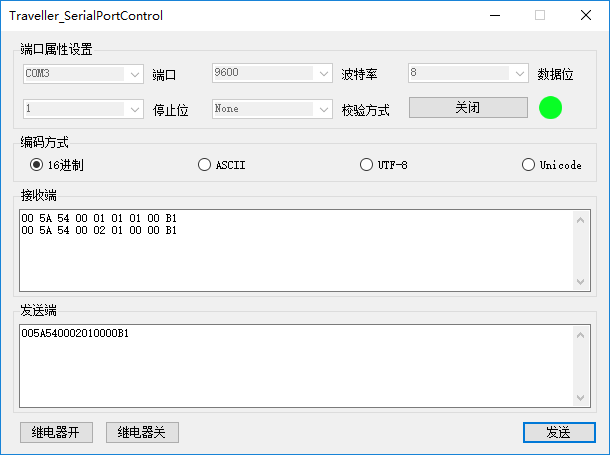 Traveller_SerialPortControl
端口属性设置
COM3 端口 9600 波特率 8 数据位
1 停止位 None 校验方式 关闭
编码方式
16进制 ASCII UTF-8 Unicode
接收端
00 5A 54 00 01 01 01 00 B1
00 5A 54 00 02 01 00 00 B1
发送端
005A540002010000B1
继电器开 继电器关 发送